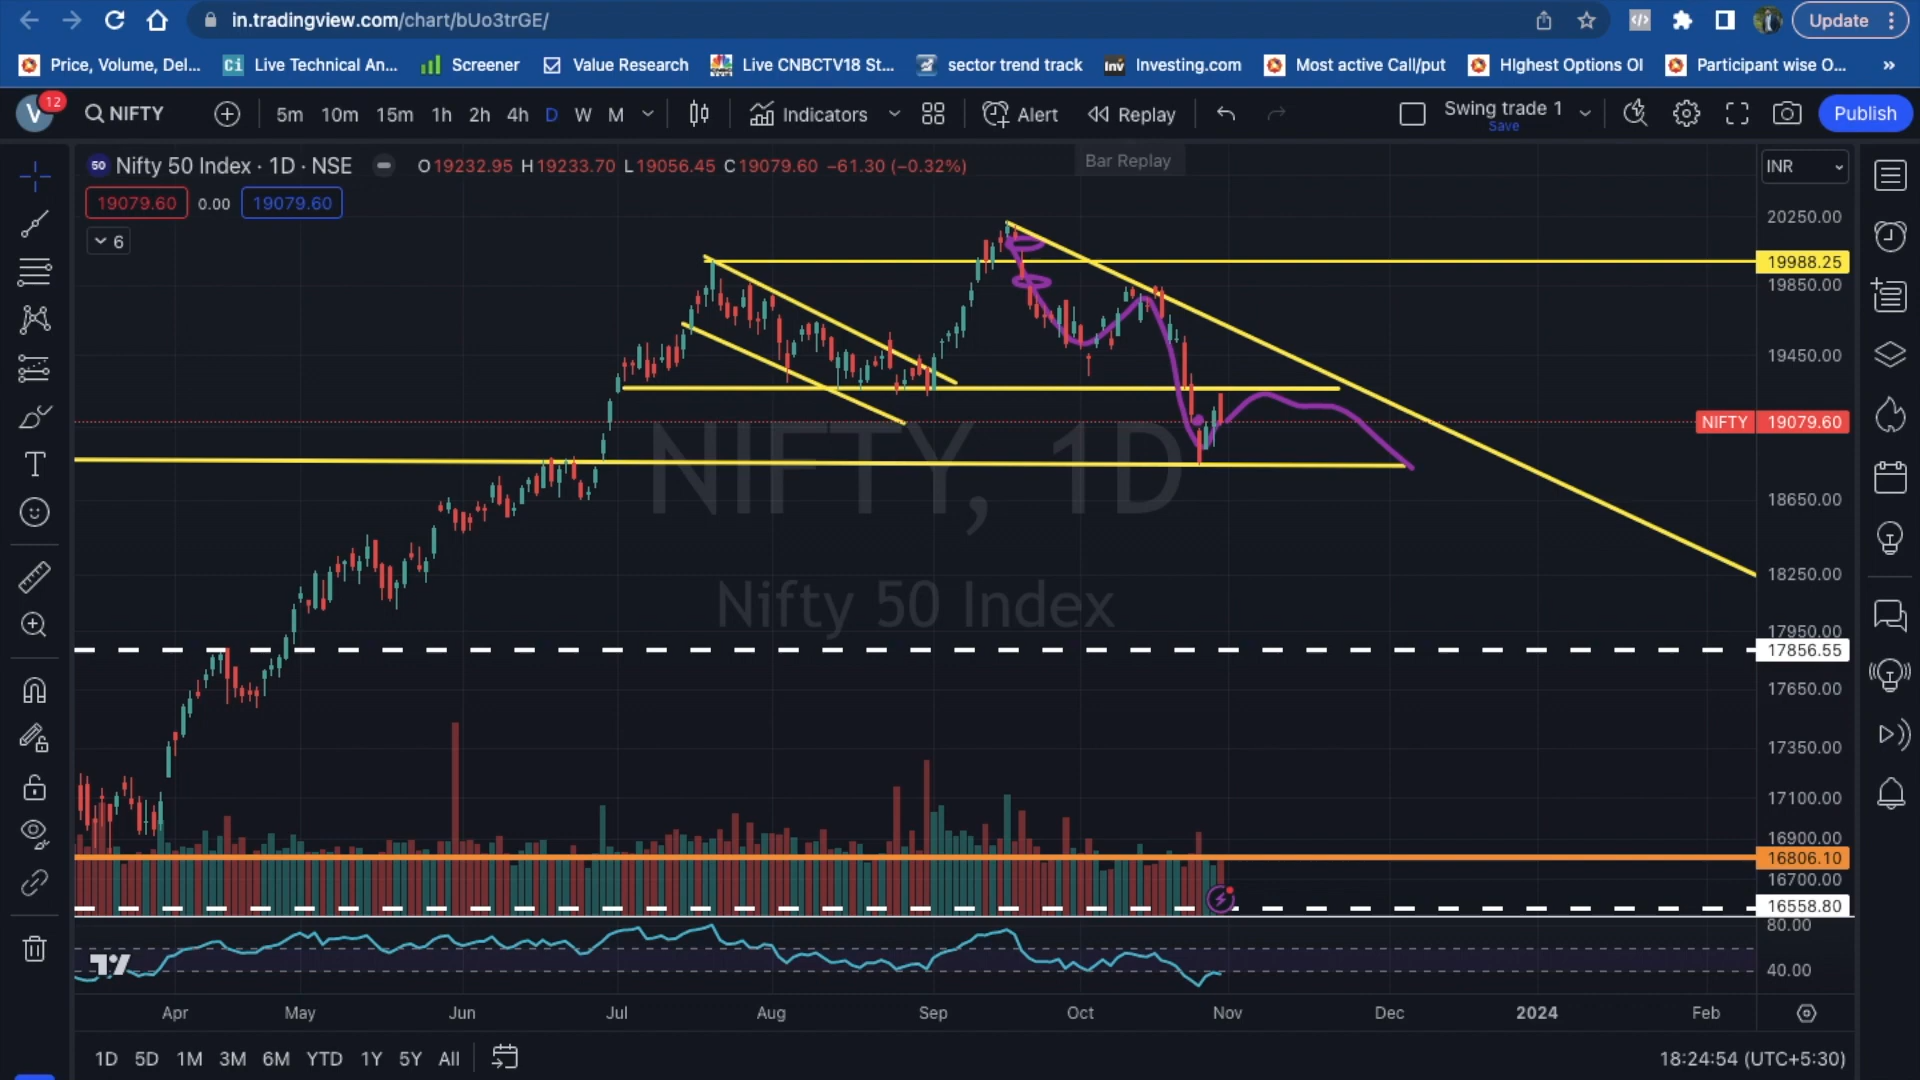 in.tradingview.com/chart/bUo3trGE/
Update
Price, Volume, Del...
Ci
Live Technical An...
Screener
Value Research
Live CNBCTV18 St...
sector trend track
Inv
Investing.com
Most active Call/put
HIghest Options OI
Participant wise O...
»
V
12
NIFTY
5m 10m 15m 1h 2h 4h D W M
Indicators
Alert
Replay
Swing trade 1
Save
Publish
50
Nifty 50 Index · 1D · NSE
O19232.95 H19233.70 L19056.45 C19079.60 −61.30 (−0.32%)
Bar Replay
INR
19079.60 0.00 19079.60
6
20250.00
19988.25
19850.00
19450.00
NIFTY 19079.60
NIFTY, 1D
18650.00
Nifty 50 Index
18250.00
17950.00
17856.55
17650.00
17350.00
17100.00
16900.00
16806.10
16700.00
16558.80
80.00
40.00
Apr May Jun Jul Aug Sep Oct Nov Dec 2024 Feb
1D 5D 1M 3M 6M YTD 1Y 5Y All
18:24:54 (UTC+5:30)